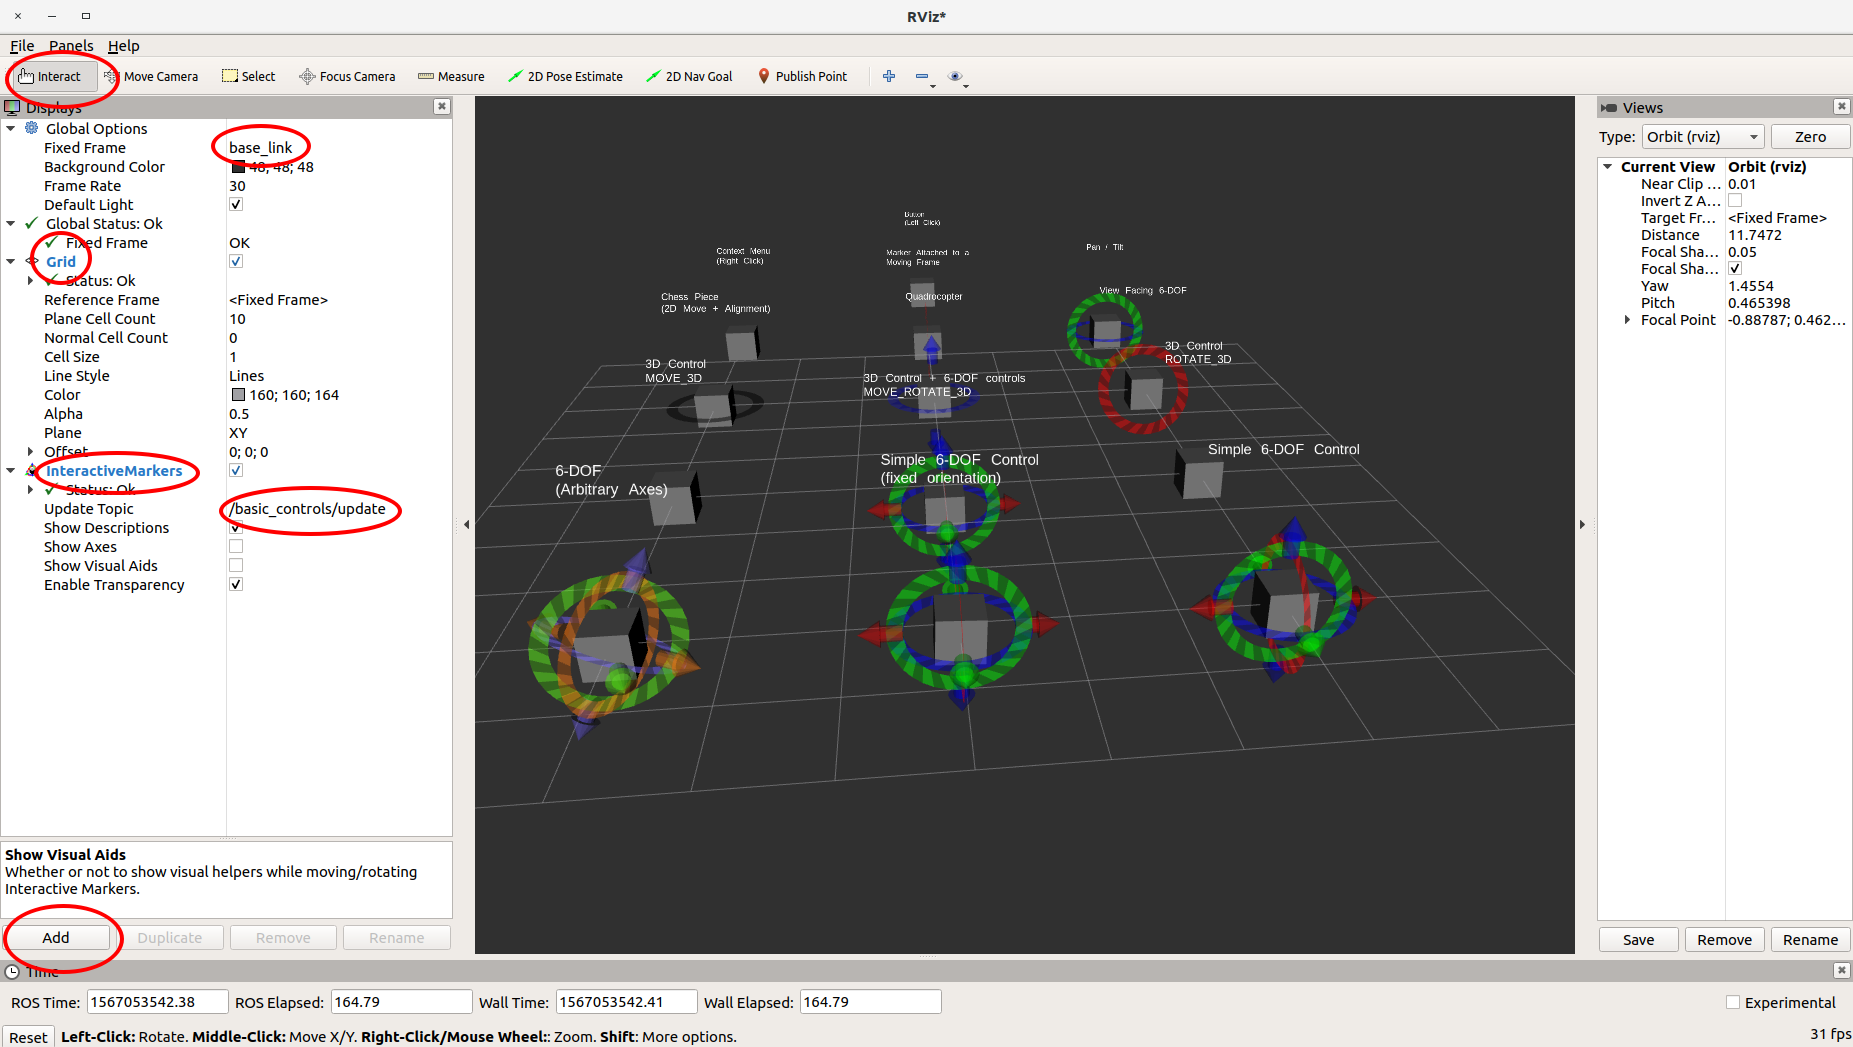 RViz*
File Panels Help
Interact Move Camera Select Focus Camera Measure 2D Pose Estimate 2D Nav Goal Publish Point
Displays
Global Options
Fixed Frame base_link
Background Color 48; 48; 48
Frame Rate 30
Default Light
Global Status: Ok
Fixed Frame OK
Grid
Status: Ok
Reference Frame <Fixed Frame>
Plane Cell Count 10
Normal Cell Count 0
Cell Size 1
Line Style Lines
Color 160; 160; 164
Alpha 0.5
Plane XY
Offset 0; 0; 0
InteractiveMarkers
Status: Ok
Update Topic /basic_controls/update
Show Descriptions
Show Axes
Show Visual Aids
Enable Transparency
Show Visual Aids
Whether or not to show visual helpers while moving/rotating
Interactive Markers.
Add Duplicate Remove Rename
Button
(Left Click)
Context Menu
(Right Click)
Marker Attached to a
Moving Frame
Pan / Tilt
Chess Piece
(2D Move + Alignment)
Quadrocopter
View Facing 6-DOF
3D Control
MOVE_3D
3D Control + 6-DOF controls
MOVE_ROTATE_3D
3D Control
ROTATE_3D
6-DOF
(Arbitrary Axes)
Simple 6-DOF Control
(fixed orientation)
Simple 6-DOF Control
Views
Type: Orbit (rviz) Zero
Current View Orbit (rviz)
Near Clip ... 0.01
Invert Z A...
Target Fr... <Fixed Frame>
Distance 11.7472
Focal Sha... 0.05
Focal Sha...
Yaw 1.4554
Pitch 0.465398
Focal Point -0.88787; 0.462...
Save Remove Rename
Time
ROS Time: 1567053542.38 ROS Elapsed: 164.79 Wall Time: 1567053542.41 Wall Elapsed: 164.79 Experimental
Reset Left-Click: Rotate. Middle-Click: Move X/Y. Right-Click/Mouse Wheel:: Zoom. Shift: More options. 31 fps